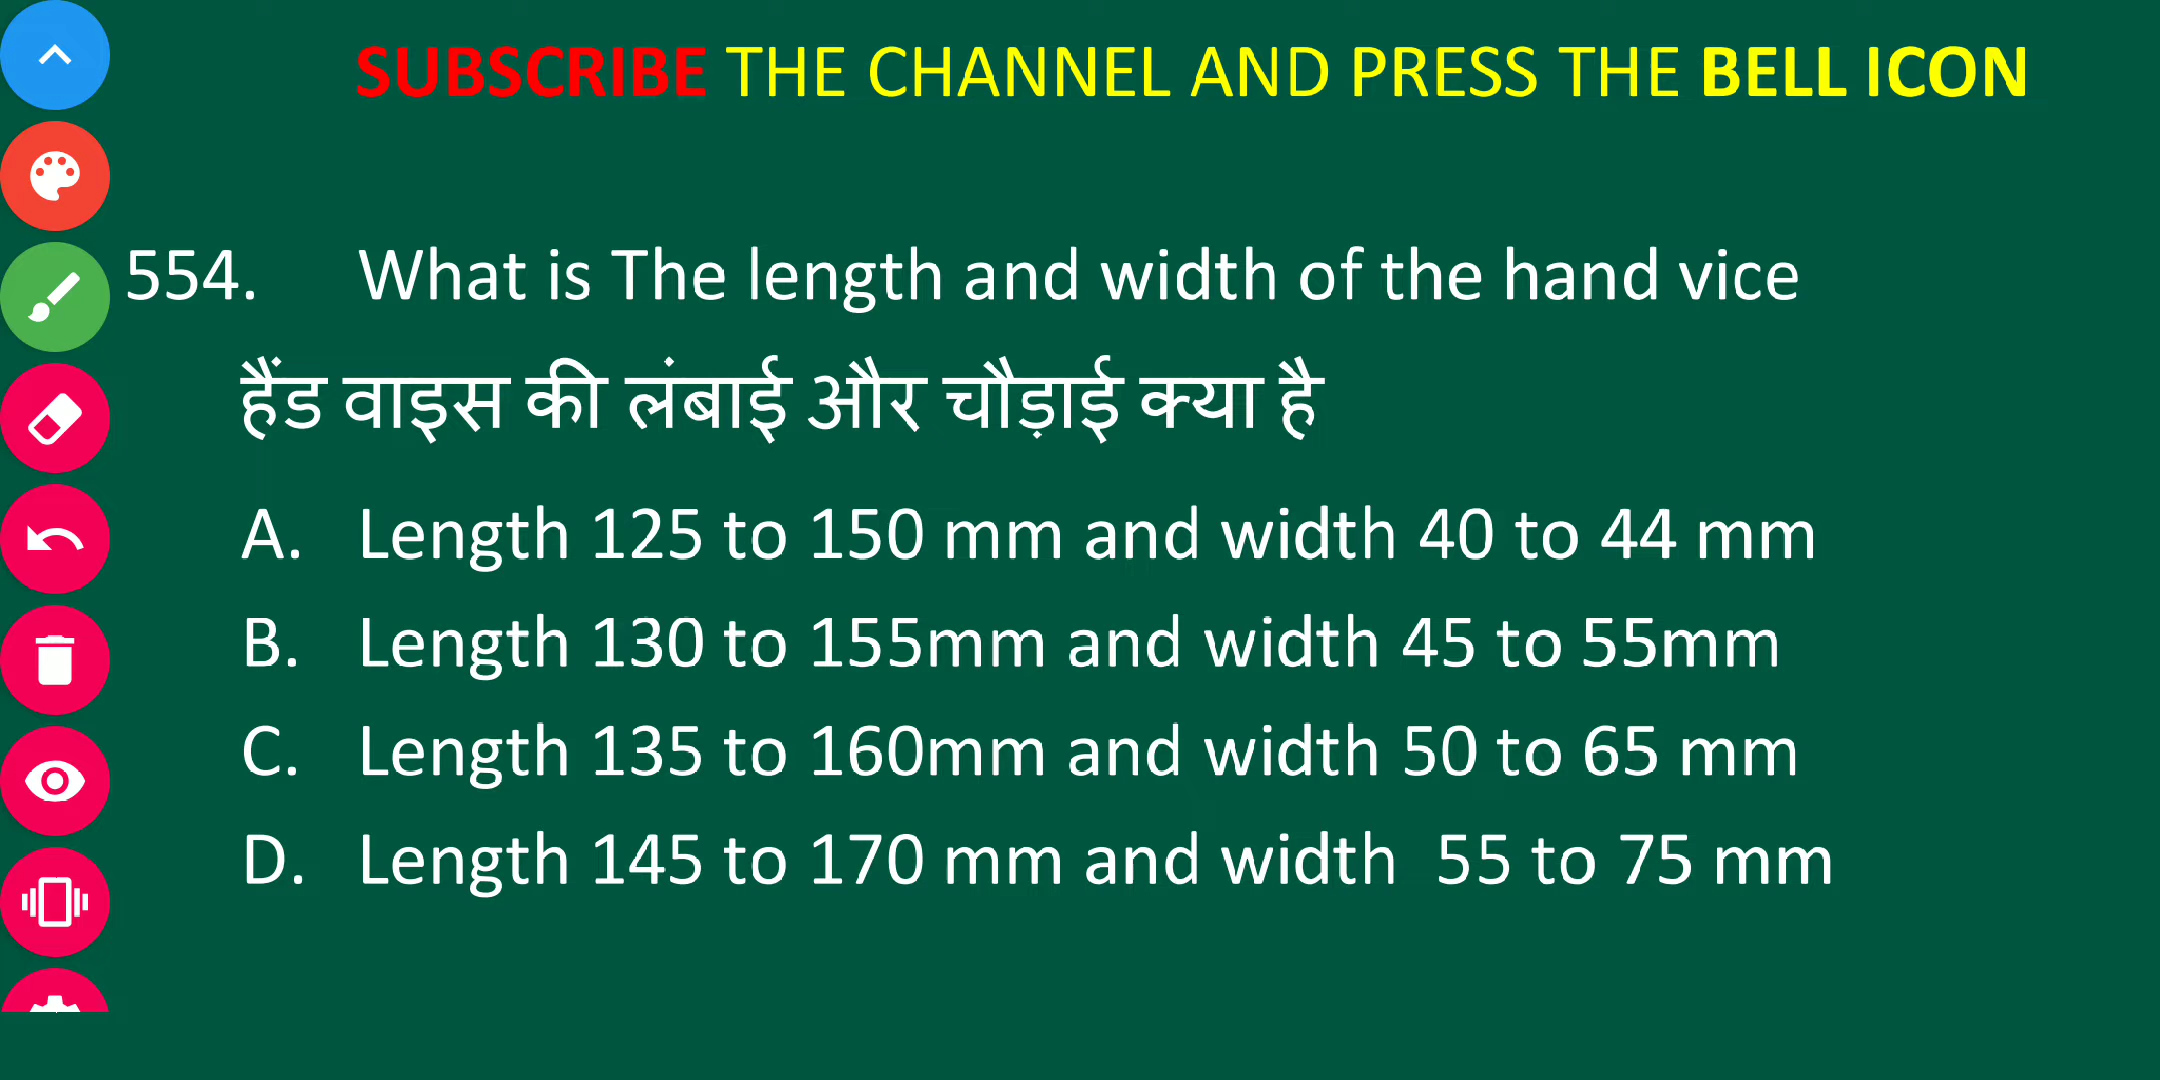 SUBSCRIBE THE CHANNEL AND PRESS THE BELL ICON
554. What is The length and width of the hand vice
हैंड वाइस की लंबाई और चौड़ाई क्या है
A. Length 125 to 150 mm and width 40 to 44 mm
B. Length 130 to 155mm and width 45 to 55mm
C. Length 135 to 160mm and width 50 to 65 mm
D. Length 145 to 170 mm and width 55 to 75 mm